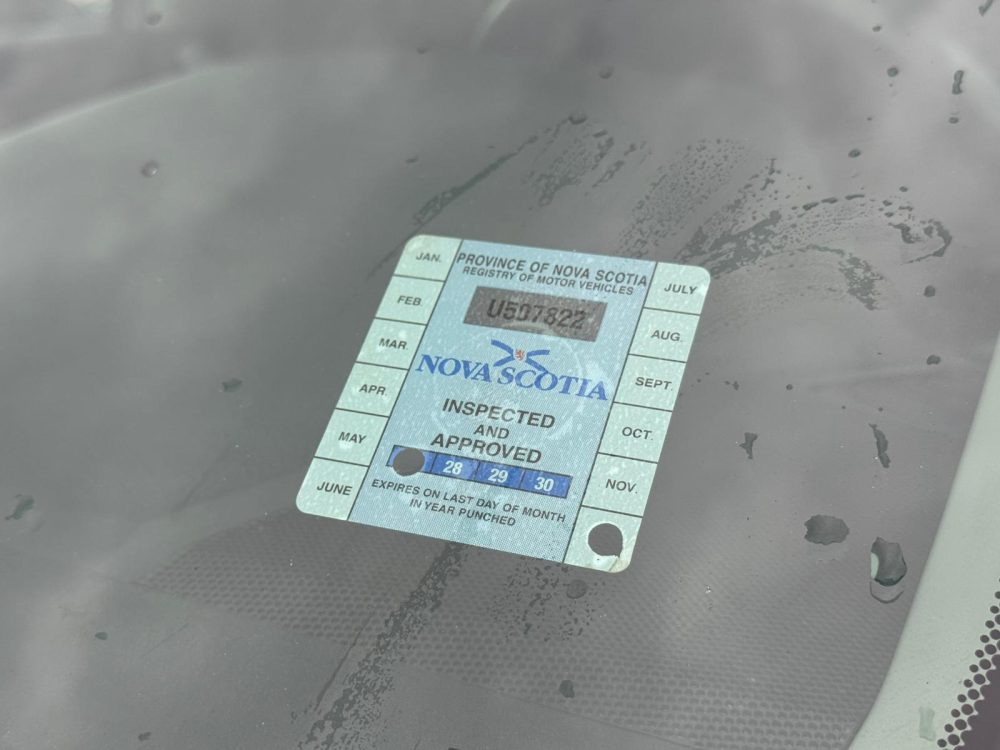 PROVINCE OF NOVA SCOTIA
REGISTRY OF MOTOR VEHICLES
U507822
NOVA SCOTIA
INSPECTED
AND
APPROVED
28 29 30
EXPIRES ON LAST DAY OF MONTH
IN YEAR PUNCHED
JAN.
FEB.
MAR.
APR.
MAY
JUNE
JULY
AUG.
SEPT.
OCT.
NOV.